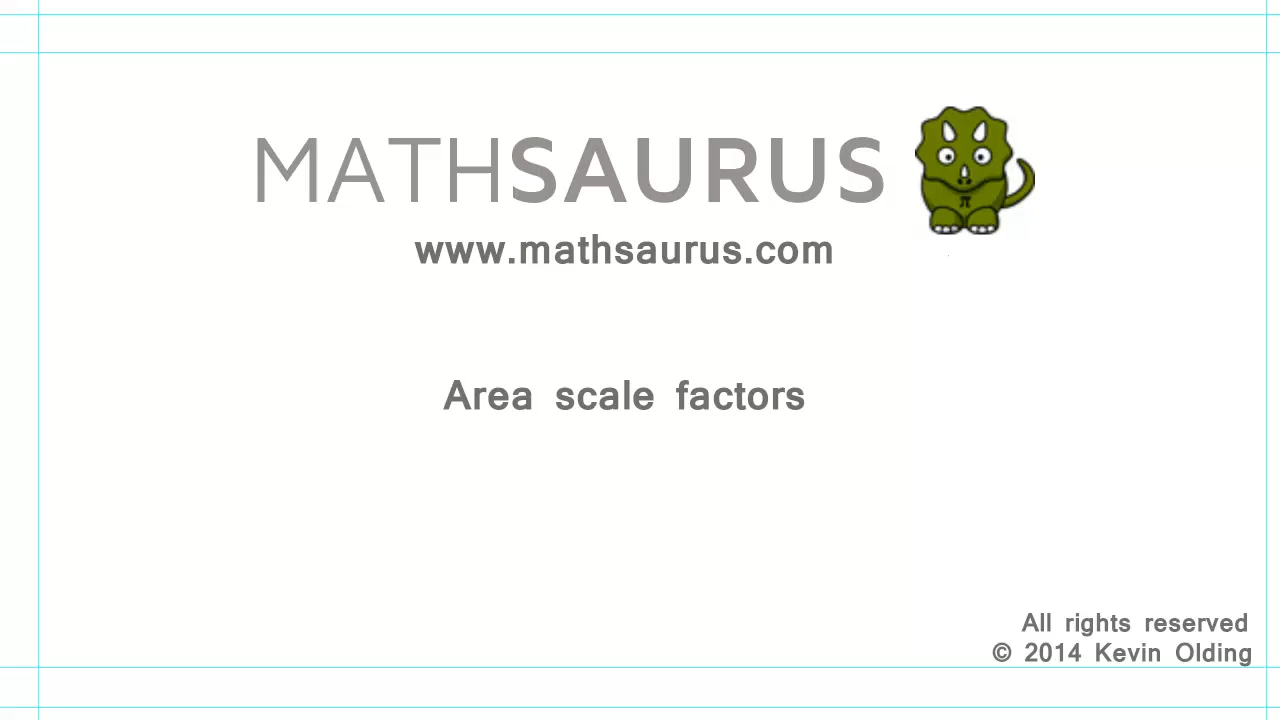 MATHSAURUS
π
www.mathsaurus.com
Area scale factors
All rights reserved
© 2014 Kevin Olding